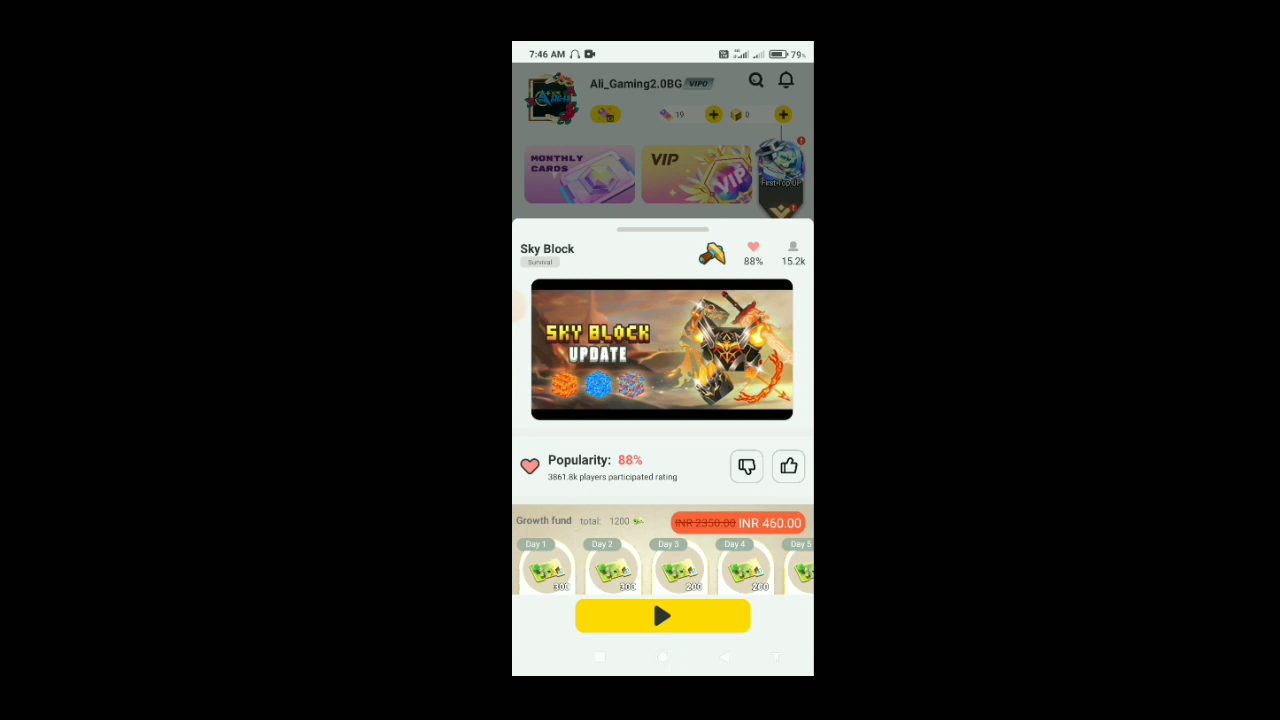 7:46 AM
79%
Ali_Gaming2.0BG VIP0
19
0
MONTHLY
CARDS
VIP
VIP
First Top UP
Sky Block
Survival
88%
15.2k
SKY BLOCK
UPDATE
Popularity: 88%
3861.8k players participated rating
Growth fund total: 1200
INR 2350.00 INR 460.00
Day 1
Day 2
Day 3
Day 4
Day 5
300
300
200
200